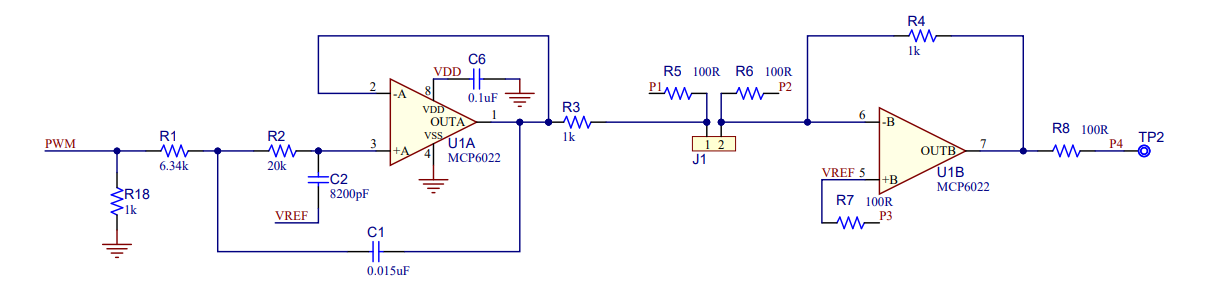 R4
1k
C6
VDD
0.1uF
R5 100R
P1
R6 100R
P2
2
-A
8
VDD
OUTA
1
VSS
U1A
MCP6022
3
+A
4
R3
1k
1 2
J1
6
-B
OUTB
7
U1B
MCP6022
VREF 5
+B
R8 100R
P4
TP2
PWM
R1
6.34k
R2
20k
C2
8200pF
VREF
R18
1k
R7 100R
P3
C1
0.015uF